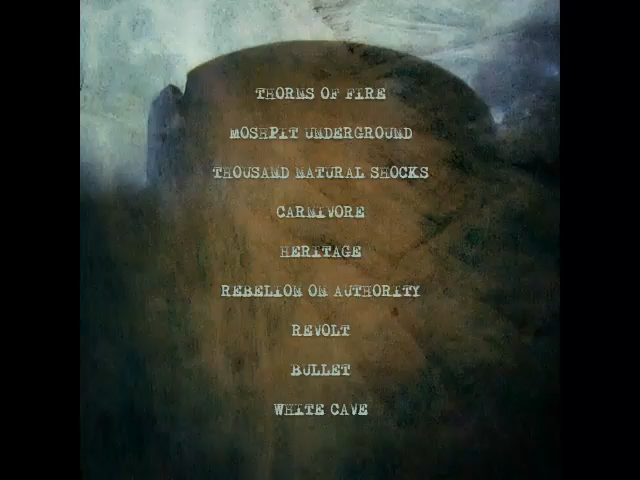 THORNS OF FIRE
MOSHPIT UNDERGROUND
THOUSAND NATURAL SHOCKS
CARNIVORE
HERITAGE
REBELION ON AUTHORITY
REVOLT
BULLET
WHITE CAVE